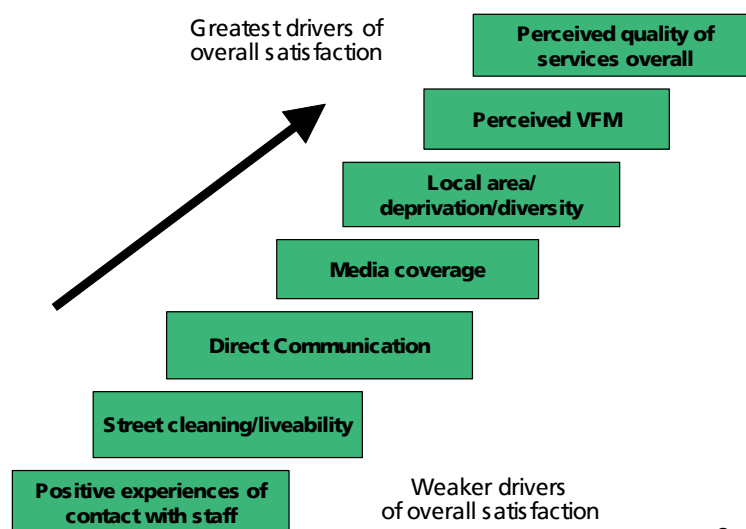 Greatest drivers of
overall satisfaction
Perceived quality of
services overall
Perceived VFM
Local area/
deprivation/diversity
Media coverage
Direct Communication
Street cleaning/liveability
Positive experiences of
contact with staff
Weaker drivers
of overall satisfaction